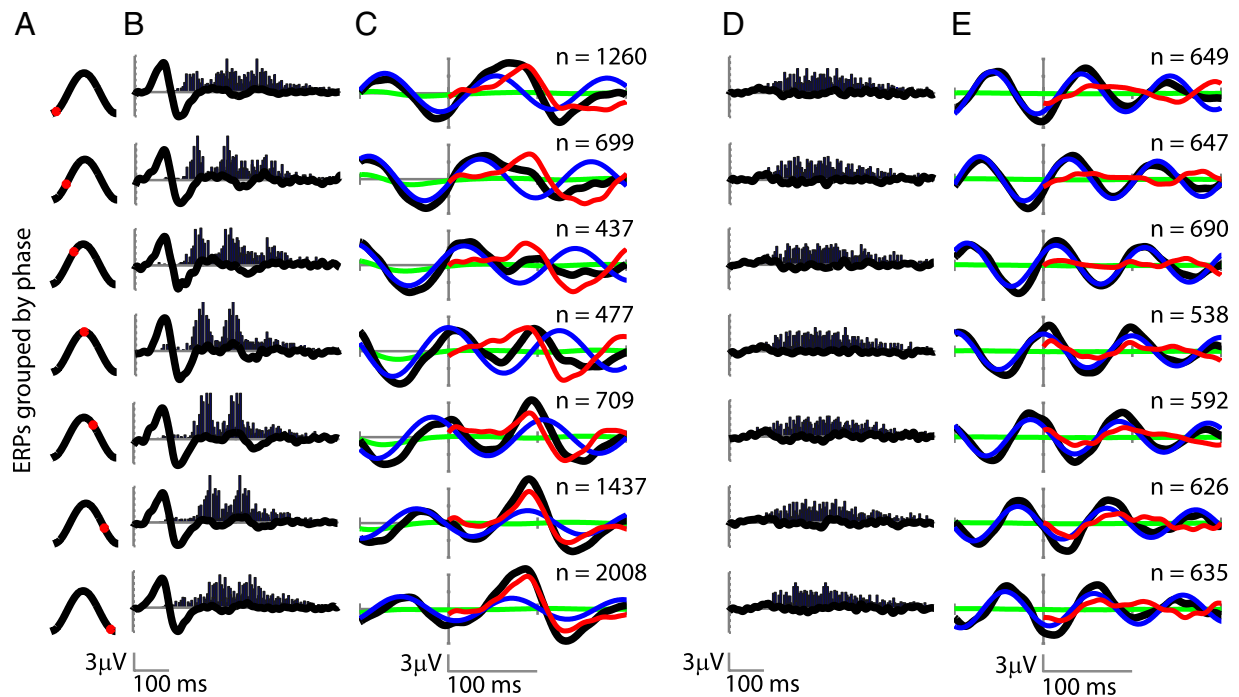 A B C D E
n = 1260 n = 649
n = 699 n = 647
n = 437 n = 690
n = 477 n = 538
n = 709 n = 592
n = 1437 n = 626
n = 2008 n = 635
ERPs grouped by phase
3μV 3μV 3μV 3μV
100 ms 100 ms 100 ms 100 ms